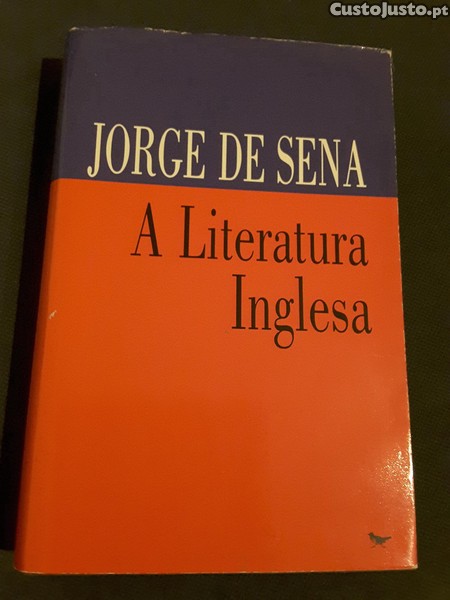 CustoJusto.pt
JORGE DE SENA
A Literatura
Inglesa